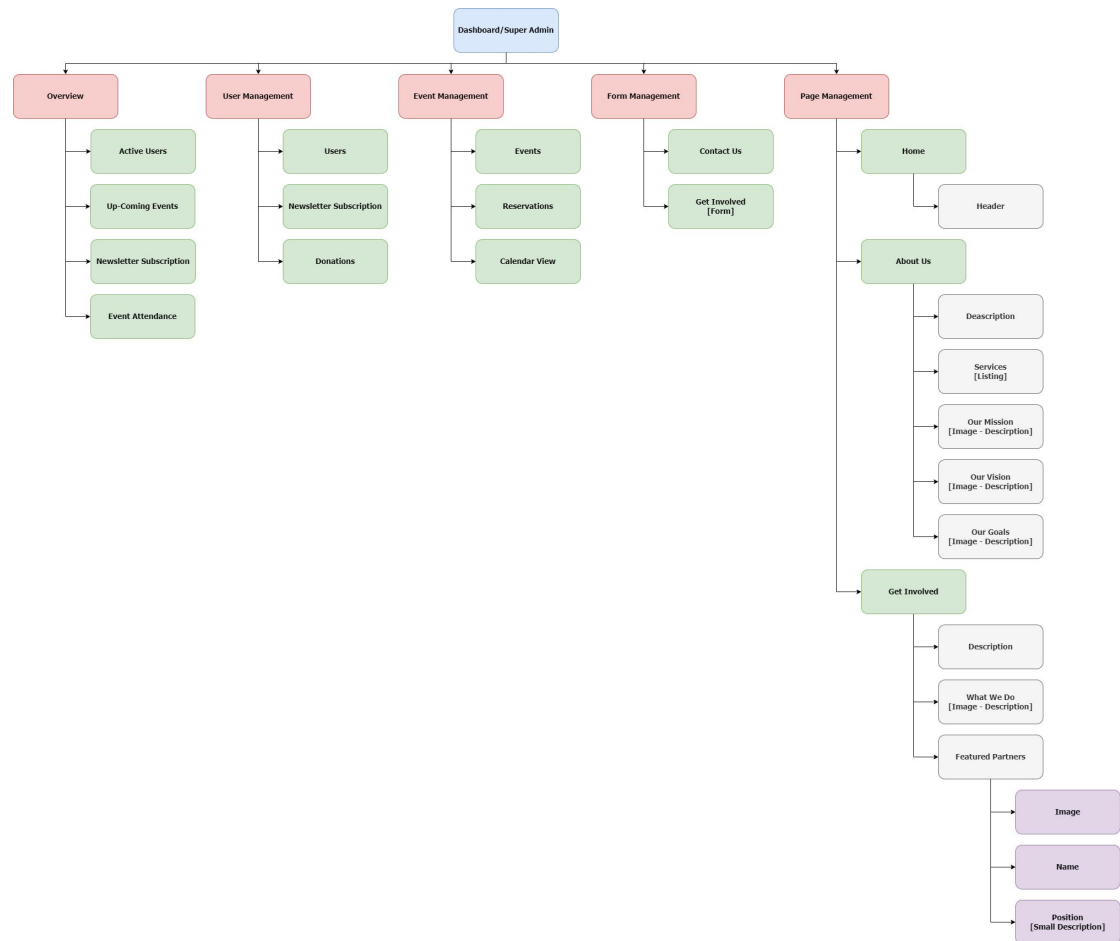 Dashboard/Super Admin
Overview
User Management
Event Management
Form Management
Page Management
Active Users
Users
Events
Contact Us
Home
Up-Coming Events
Newsletter Subscription
Reservations
Get Involved
[Form]
Header
Newsletter Subscription
Donations
Calendar View
About Us
Event Attendance
Deascription
Services
[Listing]
Our Mission
[Image - Descirption]
Our Vision
[Image - Description]
Our Goals
[Image - Description]
Get Involved
Description
What We Do
[Image - Description]
Featured Partners
Image
Name
Position
[Small Description]